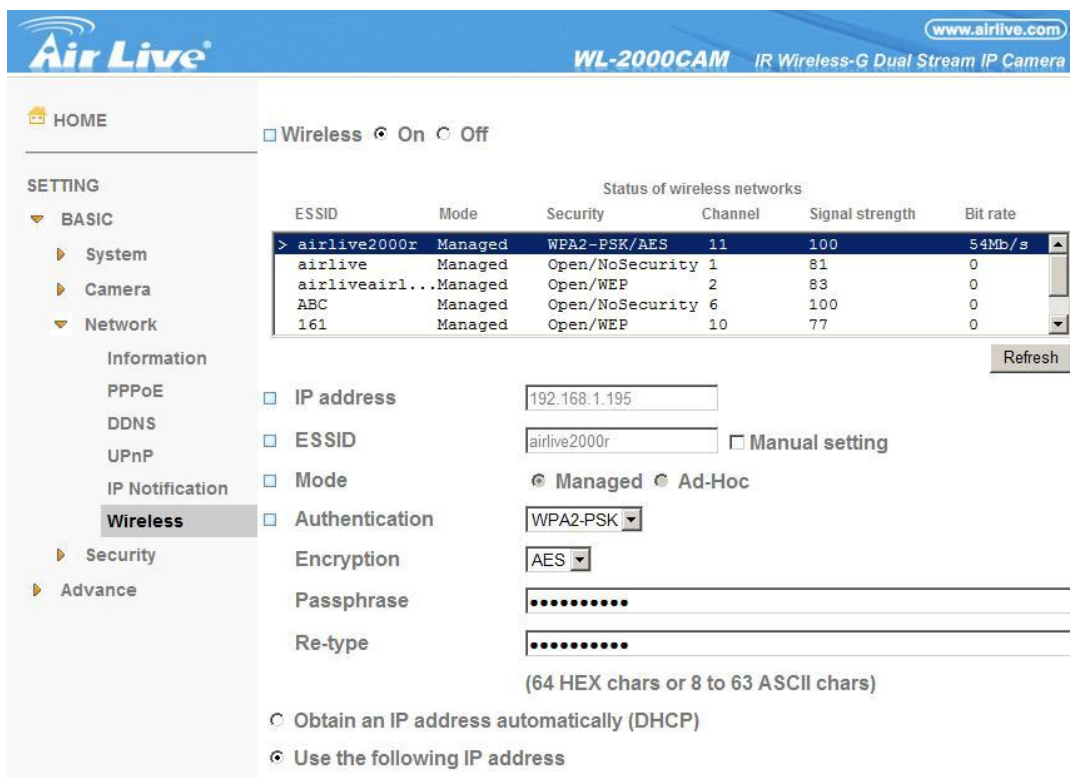 Air Live®
www.airlive.com
WL-2000CAM IR Wireless-G Dual Stream IP Camera
HOME
SETTING
BASIC
System
Camera
Network
Information
PPPoE
DDNS
UPnP
IP Notification
Wireless
Security
Advance
Wireless On Off
Status of wireless networks
ESSID Mode Security Channel Signal strength Bit rate
> airlive2000r Managed WPA2-PSK/AES 11 100 54Mb/s
airlive Managed Open/NoSecurity 1 81 0
airliveairl...Managed Open/WEP 2 83 0
ABC Managed Open/NoSecurity 6 100 0
161 Managed Open/WEP 10 77 0
Refresh
IP address 192.168.1.195
ESSID airlive2000r Manual setting
Mode Managed Ad-Hoc
Authentication WPA2-PSK
Encryption AES
Passphrase ●●●●●●●●●●
Re-type ●●●●●●●●●●
(64 HEX chars or 8 to 63 ASCII chars)
Obtain an IP address automatically (DHCP)
Use the following IP address